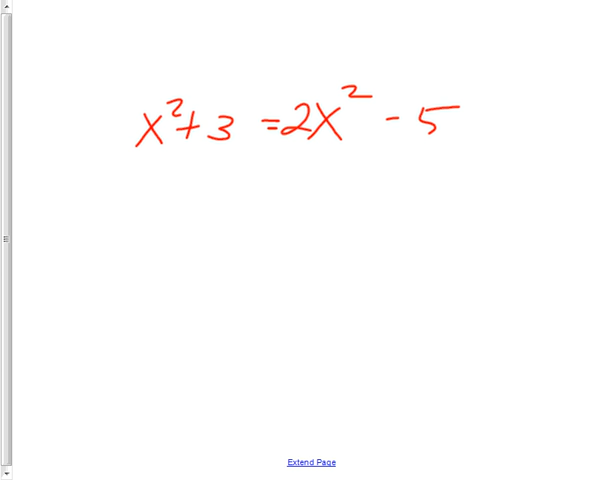 x²+3 =2x² - 5
Extend Page